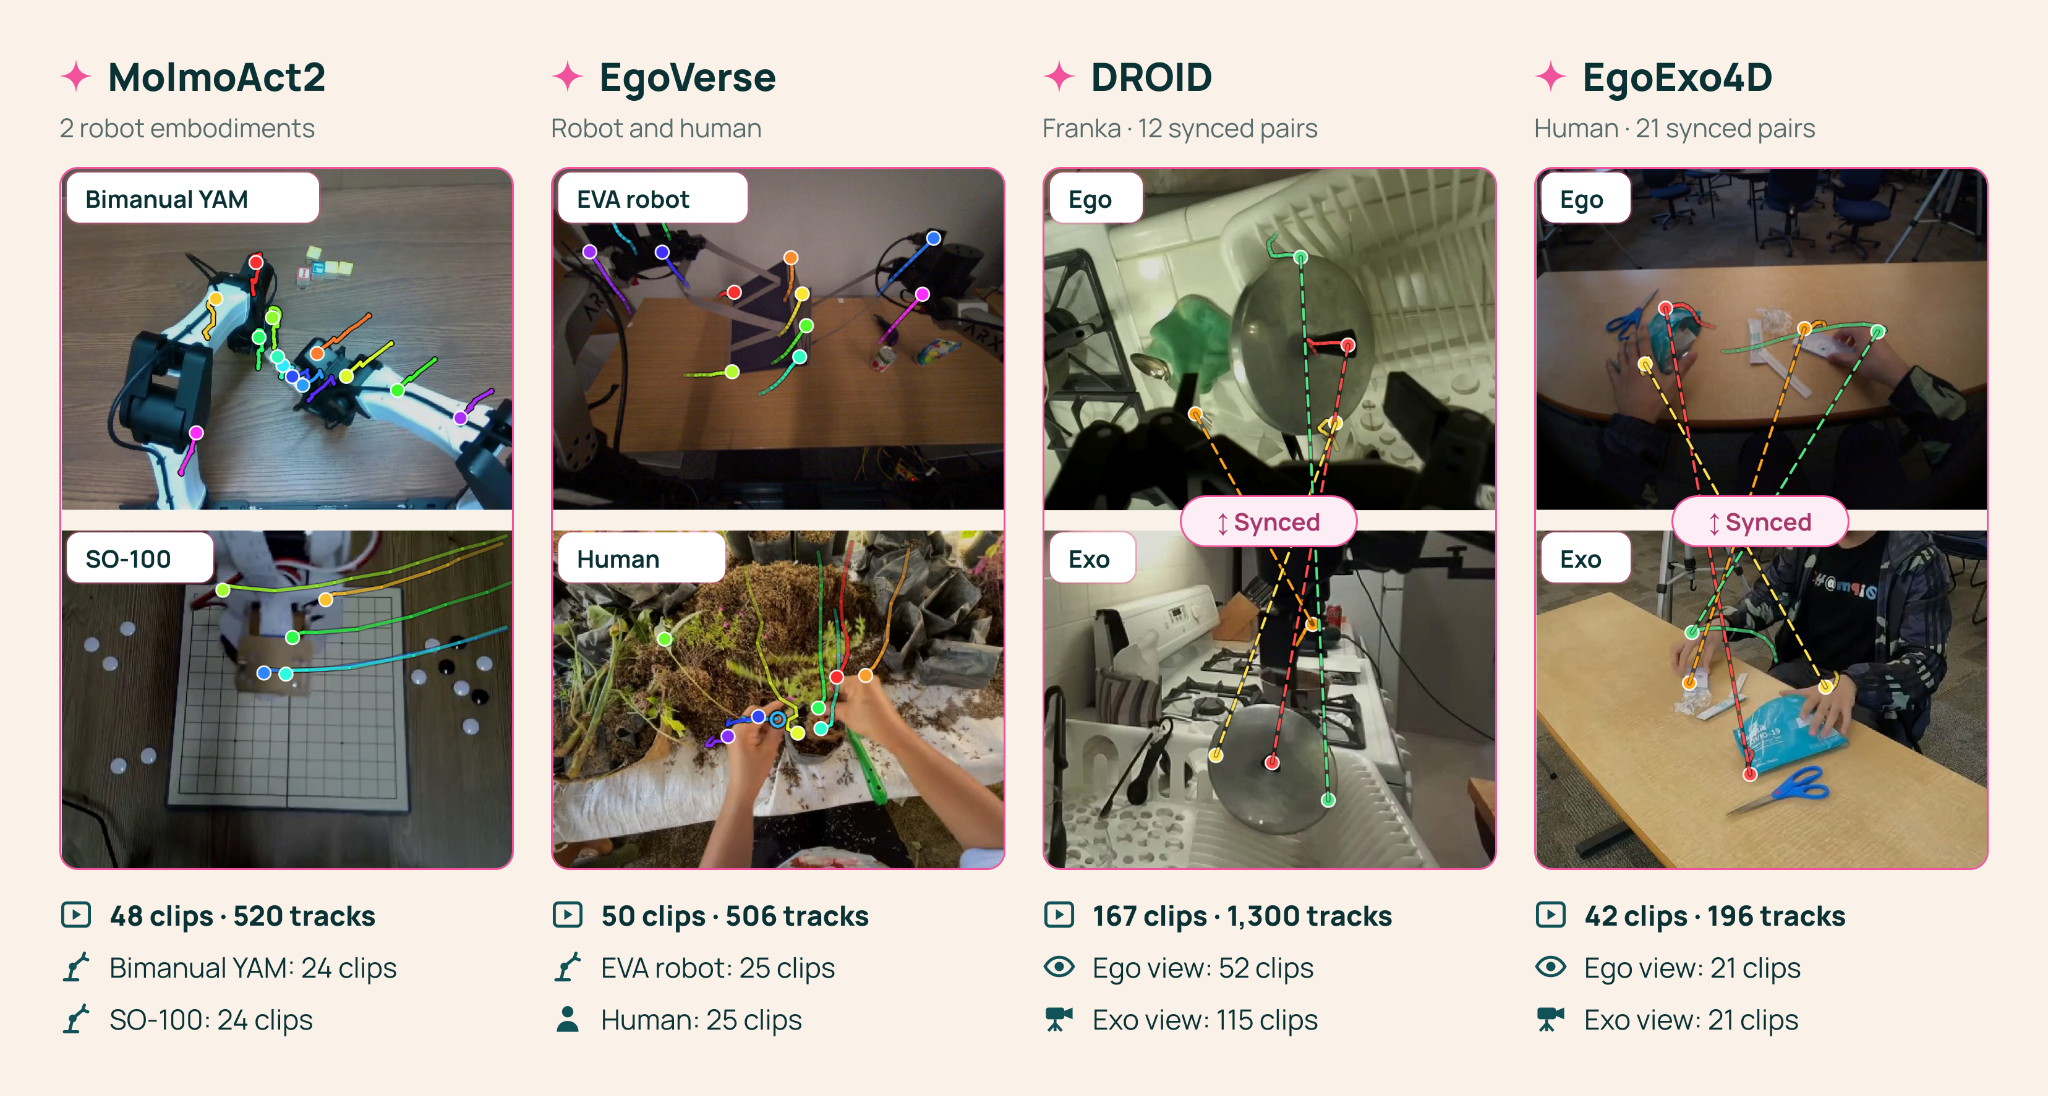 MolmoAct2
2 robot embodiments
Bimanual YAM
SO-100
48 clips · 520 tracks
Bimanual YAM: 24 clips
SO-100: 24 clips
EgoVerse
Robot and human
EVA robot
ARX
Human
50 clips · 506 tracks
EVA robot: 25 clips
Human: 25 clips
DROID
Franka · 12 synced pairs
Ego
↕ Synced
Exo
167 clips · 1,300 tracks
Ego view: 52 clips
Exo view: 115 clips
EgoExo4D
Human · 21 synced pairs
Ego
↕ Synced
Exo
42 clips · 196 tracks
Ego view: 21 clips
Exo view: 21 clips